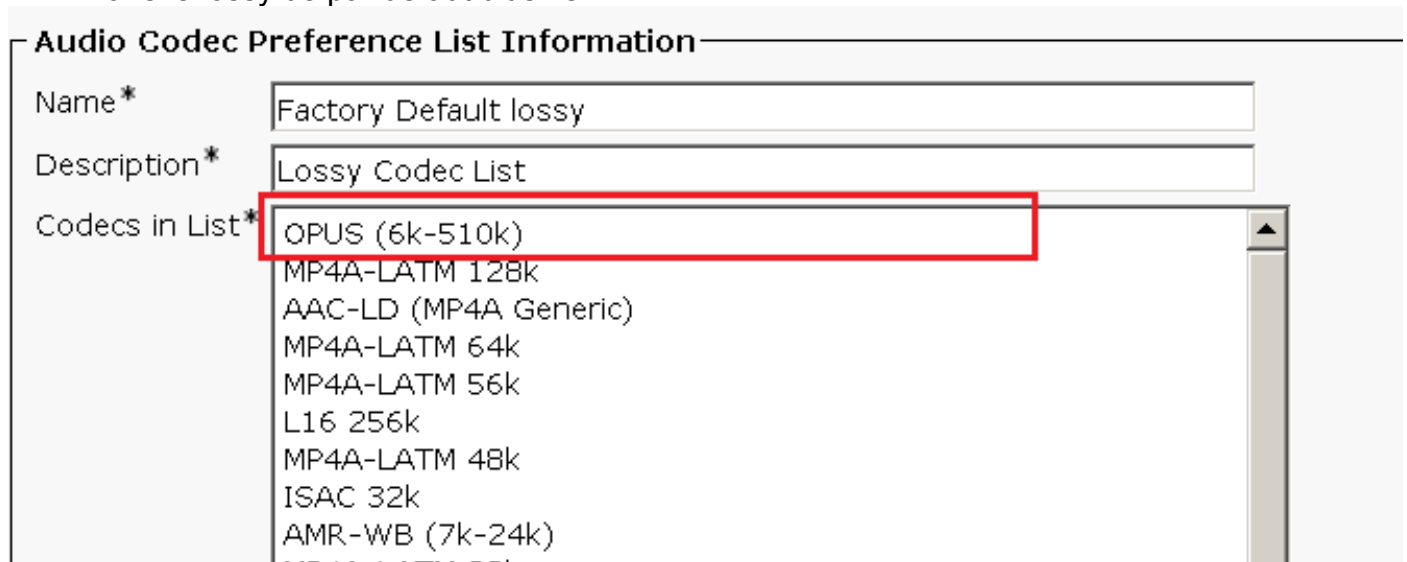 Audio Codec Preference List Information
Name*
Factory Default lossy
Description*
Lossy Codec List
Codecs in List*
OPUS (6k-510k)
MP4A-LATM 128k
AAC-LD (MP4A Generic)
MP4A-LATM 64k
MP4A-LATM 56k
L16 256k
MP4A-LATM 48k
ISAC 32k
AMR-WB (7k-24k)